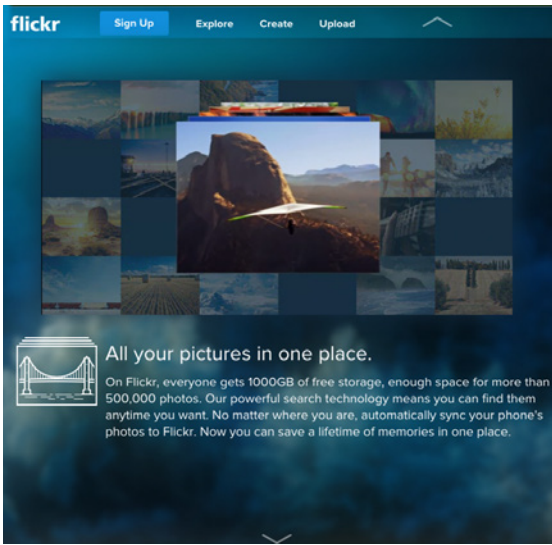 flickr Sign Up Explore Create Upload
All your pictures in one place.
On Flickr, everyone gets 1000GB of free storage, enough space for more than
500,000 photos. Our powerful search technology means you can find them
anytime you want. No matter where you are, automatically sync your phone's
photos to Flickr. Now you can save a lifetime of memories in one place.